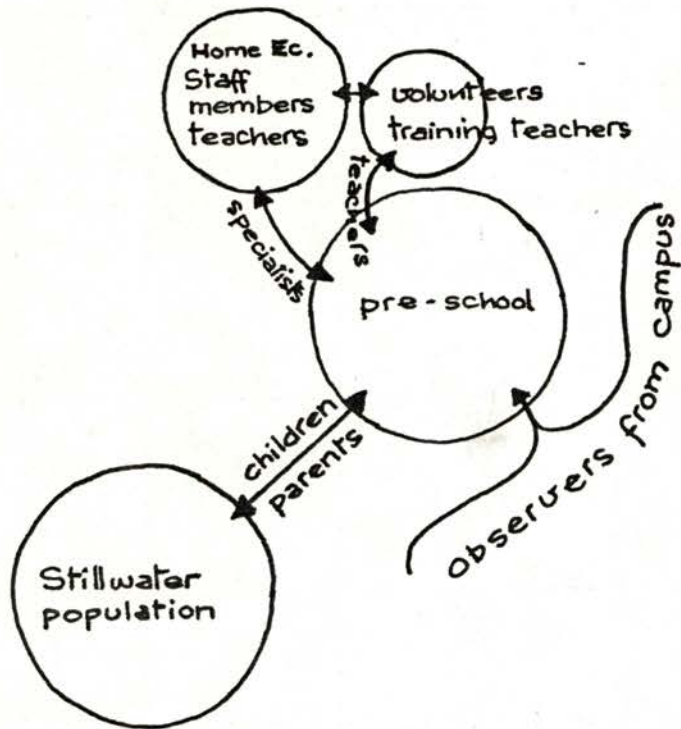 Home Ec.
Staff
members
teachers
volunteers
training teachers
teachers
specialists
pre-school
observers from campus
children
parents
Stillwater
population